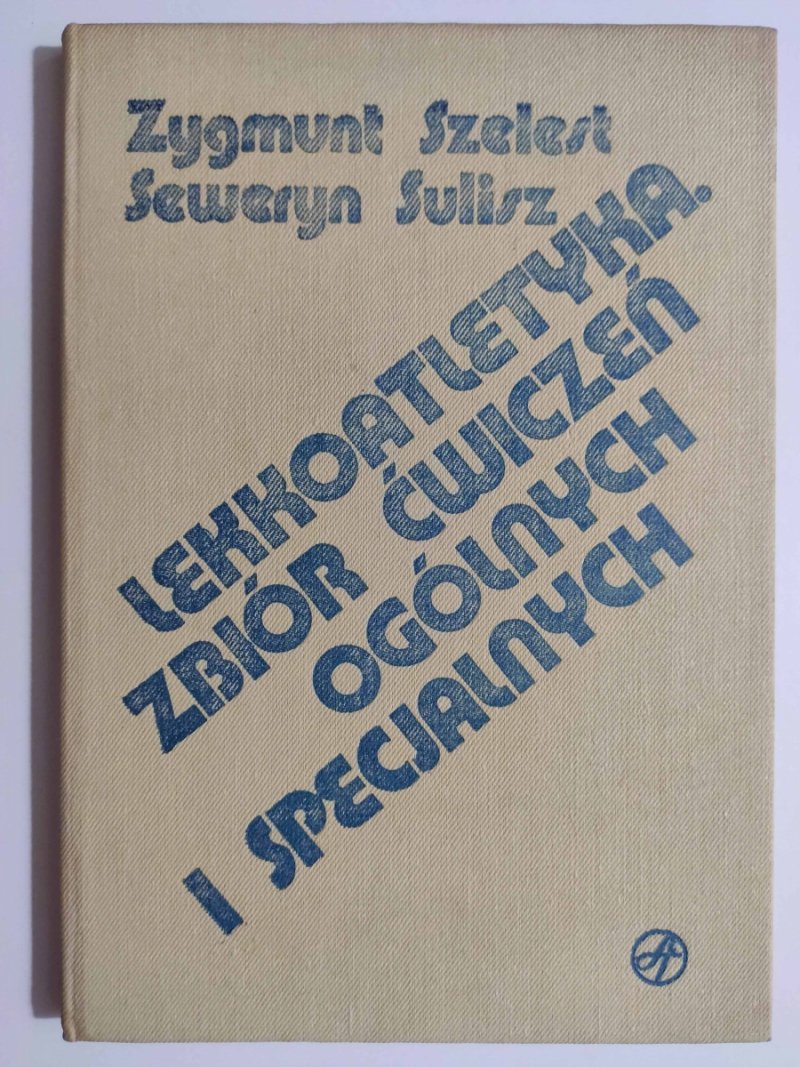 Zygmunt Szelest
Seweryn Sulisz
LEKKOATLETYKA.
ZBIÓR ĆWICZEŃ
OGÓLNYCH
I SPECJALNYCH